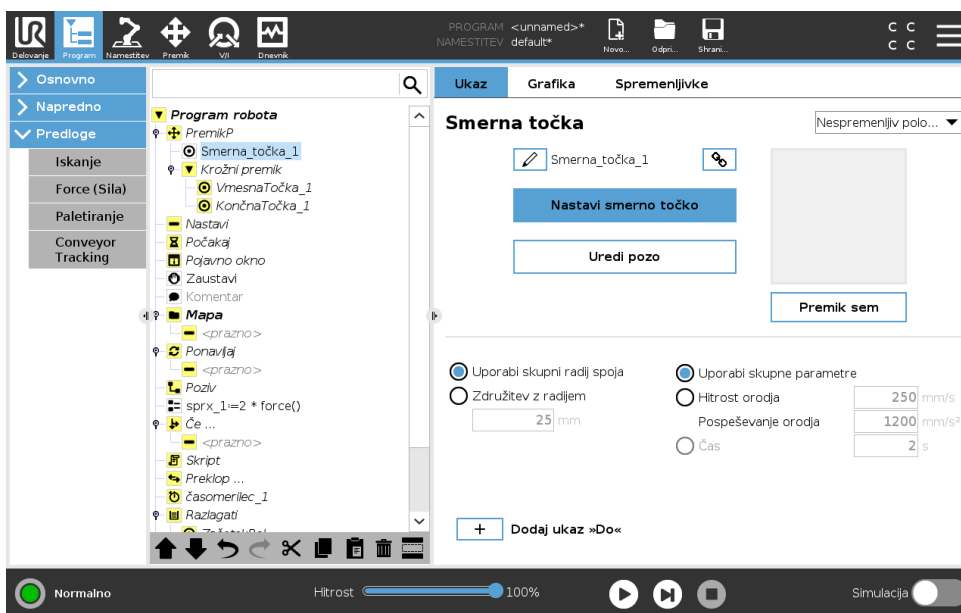 UR
PROGRAM <unnamed>*
NAMESTITEV default*
C C
C C
Delovanje Program Namestitev Premik V/I Dnevnik Novo... Odpri... Shrani...
Osnovno
Napredno
Predloge
Iskanje
Force (Sila)
Paletiranje
Conveyor
Tracking
Program robota
PremikP
Smerna_točka_1
Krožni premik
VmesnaTočka_1
KončnaTočka_1
Nastavi
Počakaj
Pojavno okno
Zaustavi
Komentar
Mapa
<prazno>
Ponavljaj
<prazno>
Poziv
sprx_1:=2 * force()
Če ...
<prazno>
Skript
Preklop ...
časomerilec_1
Razlagati
Ukaz Grafika Spremenljivke
Smerna točka
Nespremenljiv polo...
Smerna_točka_1
Nastavi smerno točko
Uredi pozo
Premik sem
Uporabi skupni radij spoja
Združitev z radijem
25 mm
Uporabi skupne parametre
Hitrost orodja 250 mm/s
Pospeševanje orodja 1200 mm/s²
Čas 2 s
+ Dodaj ukaz »Do«
Normalno
Hitrost 100%
Simulacija